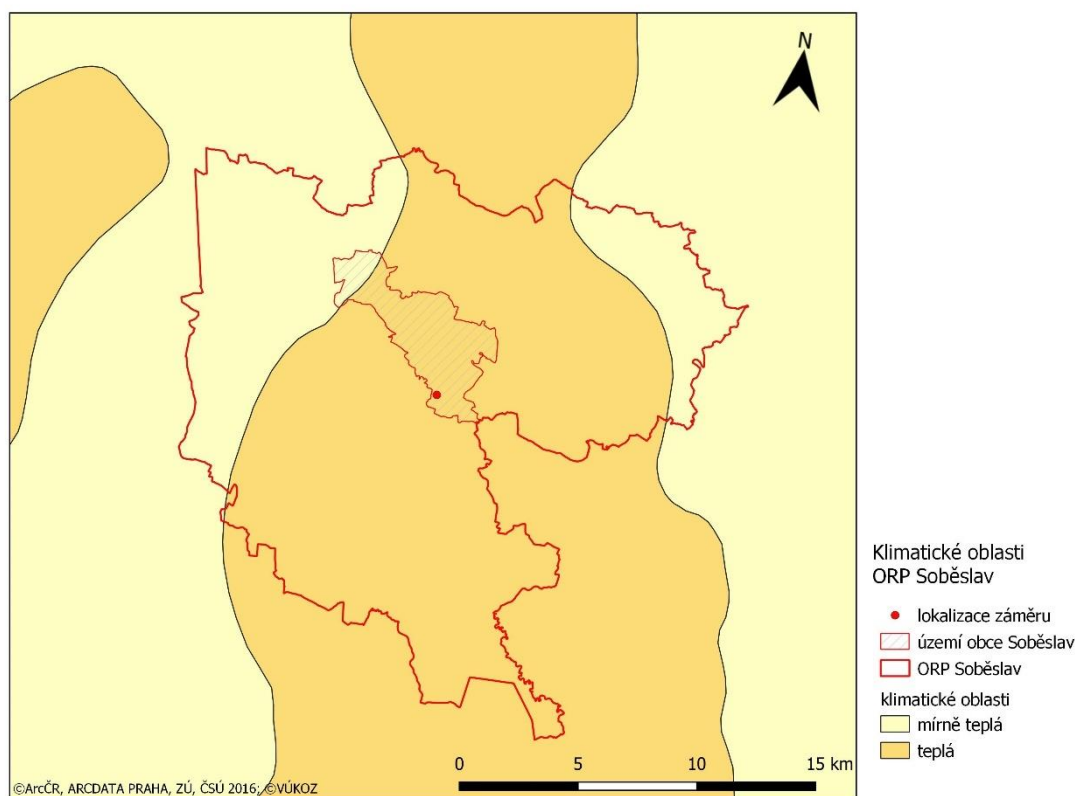 N
0 5 10 15 km
©ArcČR, ARCDATA PRAHA, ZÚ, ČSÚ 2016; ©VÚKOZ
Klimatické oblasti
ORP Soběslav
lokalizace záměru
území obce Soběslav
ORP Soběslav
klimatické oblasti
mírně teplá
teplá